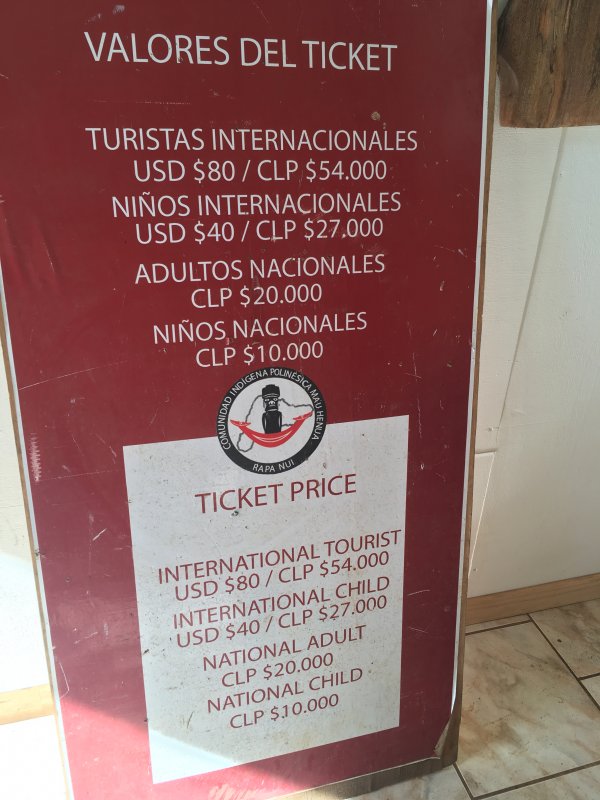 VALORES DEL TICKET
TURISTAS INTERNACIONALES
USD $80 / CLP $54.000
NIÑOS INTERNACIONALES
USD $40 / CLP $27.000
ADULTOS NACIONALES
CLP $20.000
NIÑOS NACIONALES
CLP $10.000
COMUNIDAD INDIGENA POLINESICA MAU HENUA
RAPA NUI
TICKET PRICE
INTERNATIONAL TOURIST
USD $80 / CLP $54.000
INTERNATIONAL CHILD
USD $40 / CLP $27.000
NATIONAL ADULT
CLP $20.000
NATIONAL CHILD
CLP $10.000